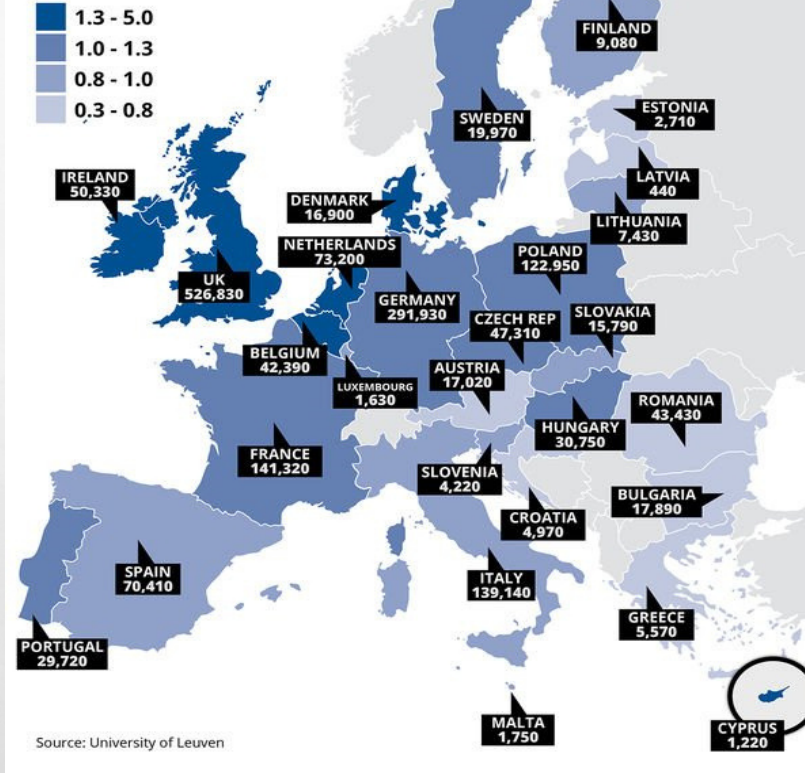 1.3 - 5.0
1.0 - 1.3
0.8 - 1.0
0.3 - 0.8
FINLAND
9,080
SWEDEN
19,970
ESTONIA
2,710
LATVIA
440
LITHUANIA
7,430
IRELAND
50,330
DENMARK
16,900
NETHERLANDS
73,200
UK
526,830
GERMANY
291,930
POLAND
122,950
CZECH REP
47,310
SLOVAKIA
15,790
BELGIUM
42,390
LUXEMBOURG
1,630
AUSTRIA
17,020
HUNGARY
30,750
ROMANIA
43,430
FRANCE
141,320
SLOVENIA
4,220
CROATIA
4,970
BULGARIA
17,890
SPAIN
70,410
ITALY
139,140
GREECE
5,570
PORTUGAL
29,720
MALTA
1,750
CYPRUS
1,220
Source: University of Leuven